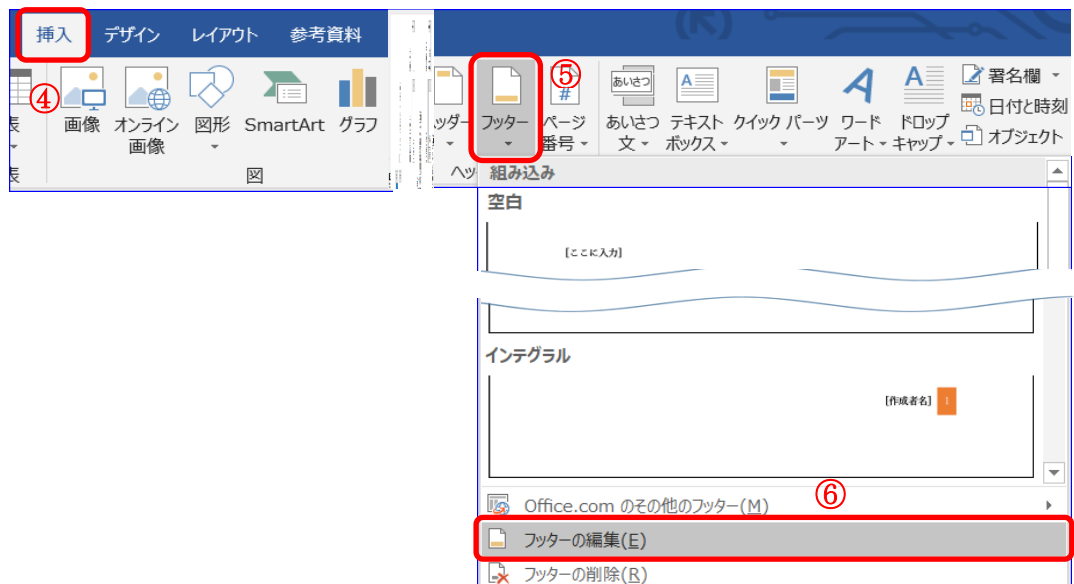 挿入 デザイン レイアウト 参考資料
④ ⑤
画像 オンライン 図形 SmartArt グラフ
画像
図
ッダー フッター ページ あいさつ テキスト クイック パーツ ワード ドロップ
番号 文 ボックス アート キャップ
あいさつ
署名欄
日付と時刻
オブジェクト
組み込み
空白
[ここに入力]
インテグラル
[作成者名] 1
⑥
Office.com のその他のフッター(M)
フッターの編集(E)
フッターの削除(R)